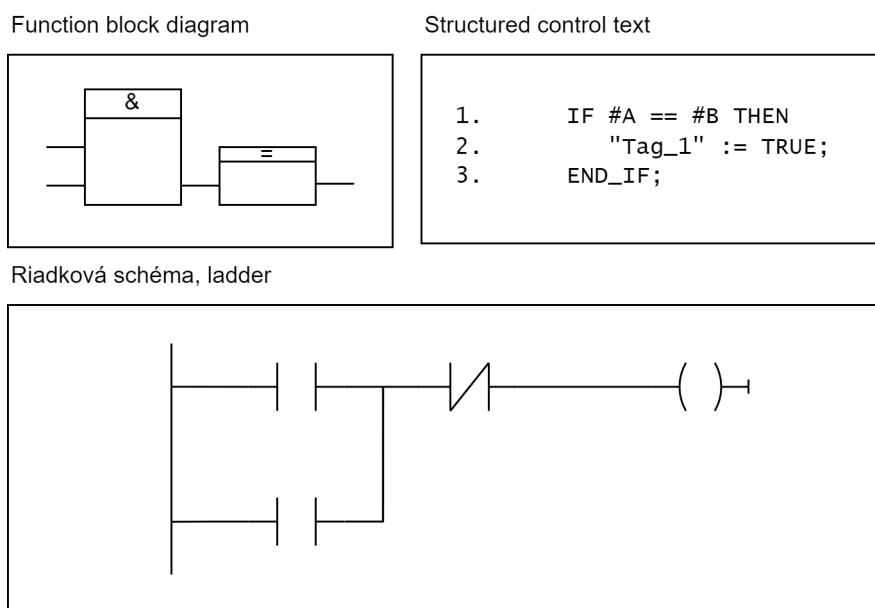 Function block diagram
Structured control text
&
=
1. IF #A == #B THEN
2. "Tag_1" := TRUE;
3. END_IF;
Riadková schéma, ladder